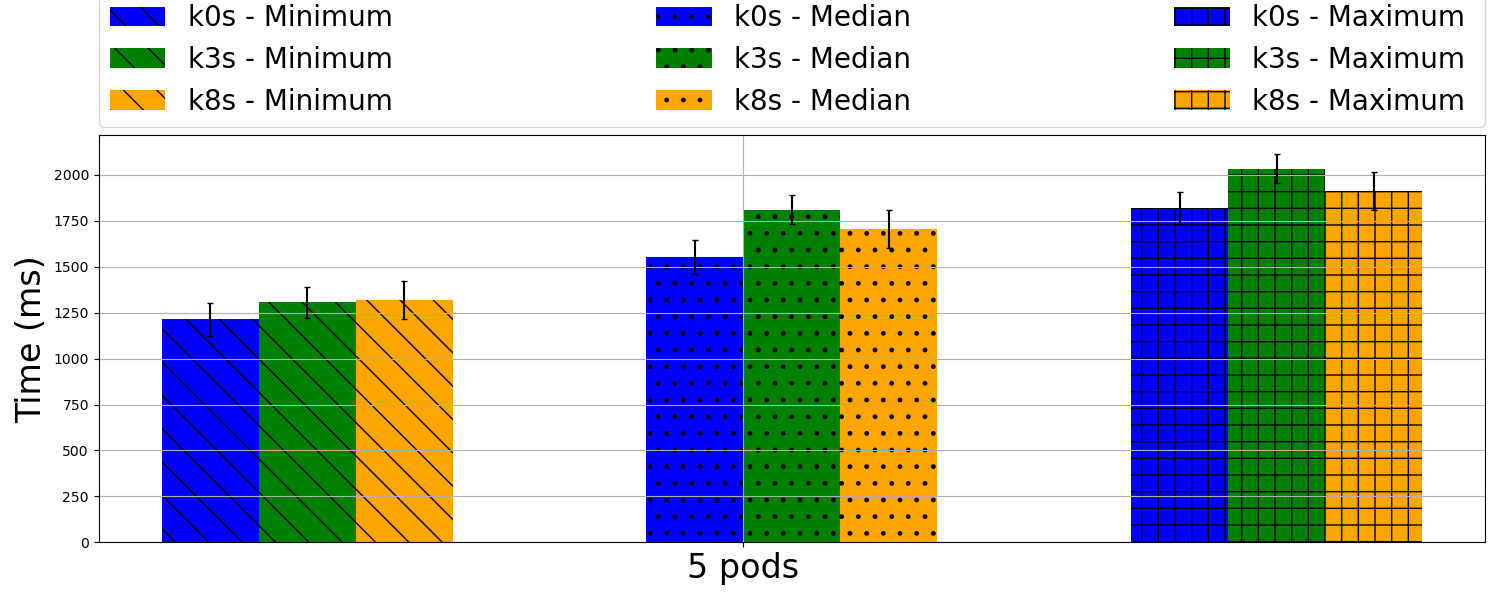 k0s - Minimum k0s - Median k0s - Maximum
k3s - Minimum k3s - Median k3s - Maximum
k8s - Minimum k8s - Median k8s - Maximum
2000
1750
1500
1250
1000
750
500
250
0
Time (ms)
5 pods